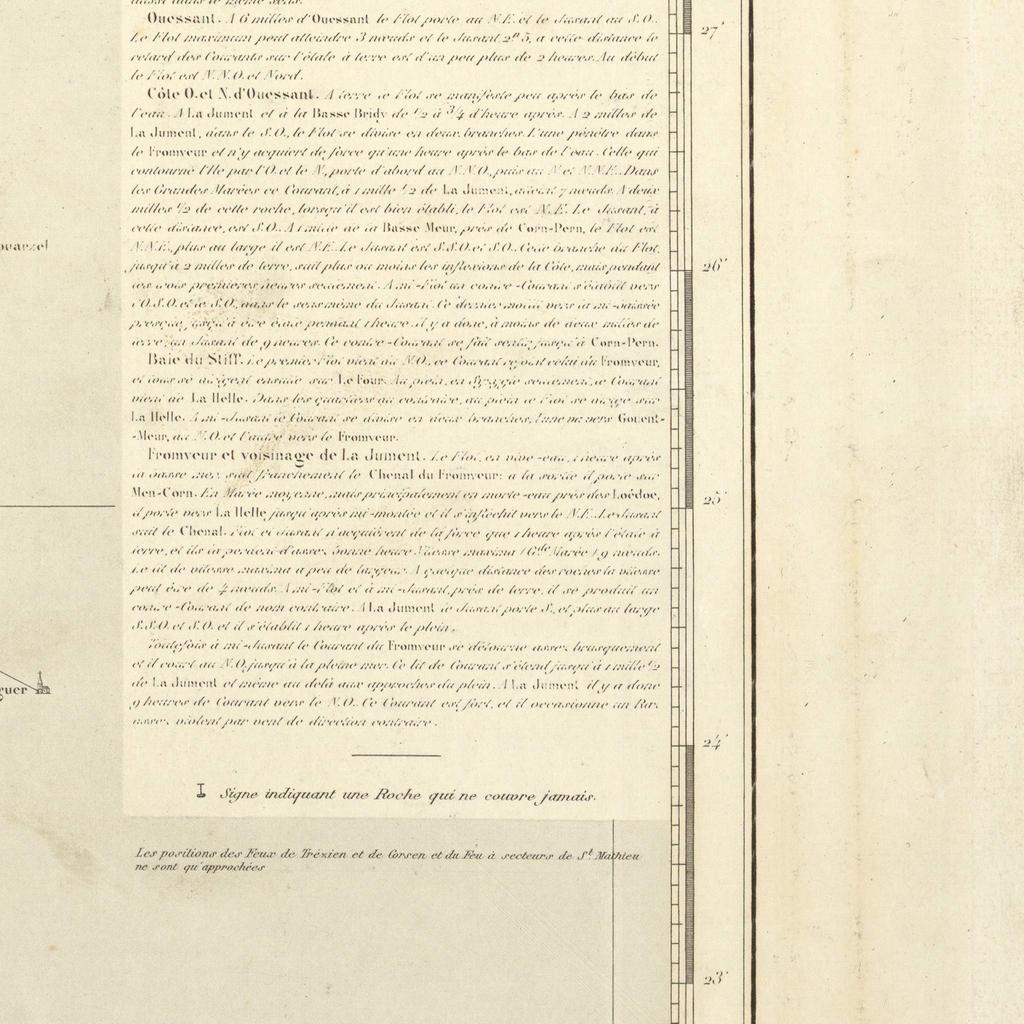 aussi dans le même sens.
Ouessant. A 6 milles d'Ouessant le Flot porte au N.E. et le Jusant au S.O.
Le Flot maximum peut atteindre 3 nœuds et le Jusant 2ⁿ 5, a cette distance le
retard des Courants sur l'étale à terre est d'un peu plus de 2 heures. Au début
le Flot est N.N.O. et Nord.
Côte O. et N. d'Ouessant. A terre le Flot se manifeste peu après le bas de
l'eau. A La Jument et à la Basse Bridy de 1/2 à 3/4 d'heure après. A 2 milles de
La Jument, dans le S.O., le Flot se divise en deux branches. L'une pénètre dans
le Fromveur et n'y acquiert de force qu'une heure après le bas de l'eau. Celle qui
contourne l'Ile par l'O. et le N., porte d'abord au N.N.O., puis au N. et N.N.E. Dans
les Grandes Marées ce Courant, à 1 mille 1/2 de La Jument, atteint 7 nœuds. A deux
milles 1/2 de cette roche, lorsqu'il est bien établi, le Flot est N.E. Le Jusant, à
cette distance, est S.O. A 1 mille de la Basse Meur, près de Corn-Pern, le Flot est
N.N.E., plus au large il est N.E. Le Jusant est S.S.O. et S.O. Cette branche du Flot,
jusqu'à 2 milles de terre, suit plus ou moins les inflexions de la Côte, mais pendant
les trois premières heures seulement. A mi-Flot un contre-Courant s'établit vers
l'O.S.O. et le S.O., dans le sens même du Jusant. Ce dernier mollit vers la mi-baissée
presque jusqu'à être étale pendant 1 heure. Il y a donc, à moins de deux milles de
terre, un Jusant de 9 heures. Ce contre-Courant se fait sentir jusqu'à Corn-Pern.
Baie du Stiff. Le premier Flot vient du N.O., ce Courant rejoint celui du Fromveur,
et tous se dirigent ensuite sur Le Four. Au plein, en Syzygie seulement, le Courant
vient de La Helle. Dans les quartiers au contraire, au plein le Flot se dirige sur
La Helle. A mi-Jusant le Courant se divise en deux branches, l'une va vers Gouent-
-Meur, au N.O. et l'autre vers le Fromveur.
Fromveur et voisinage de La Jument. Le Flot, en vive-eau, 1 heure après
la basse mer, suit franchement le Chenal du Fromveur: a la sortie il porte sur
Men-Corn. En Marée moyenne, mais principalement en morte-eau près des Loédoc,
il porte vers La Helle jusqu'après mi-montée et il s'infléchit vers le N.E. Le Jusant
suit le Chenal. Flot et Jusant n'acquièrent de la force que 1 heure après l'étale à
terre, et ils la perdent d'assez bonne heure. Vitesse maxima (Gde Marée) 9 nœuds.
Le lit de vitesse maxima a peu de largeur. A quelque distance des roches la vitesse
peut être de 4 nœuds. A mi-Flot et à mi-Jusant, près de terre, il se produit un
contre-Courant de nom contraire. A La Jument le Jusant porte S., et plus au large
S.S.O. et S.O. et il s'établit 1 heure après le plein.
Toutefois à mi-Jusant le Courant du Fromveur se détourne assez brusquement
et il court au N.O. jusqu'à la pleine mer. Ce lit de Courant s'étend jusqu'à 1 mille 1/2
de La Jument et même au delà aux approches du plein. A La Jument il y a donc
9 heures de Courant vers le N.O. Ce Courant est fort, et il occasionne un Raz
assez violent par vent de direction contraire.
Signe indiquant une Roche qui ne couvre jamais.
Les positions des Feux de Trézien et de Corsen et du Feu à secteurs de St Mathieu
ne sont qu'approchées
ouarzel
guer
27'
26'
25'
24'
23'